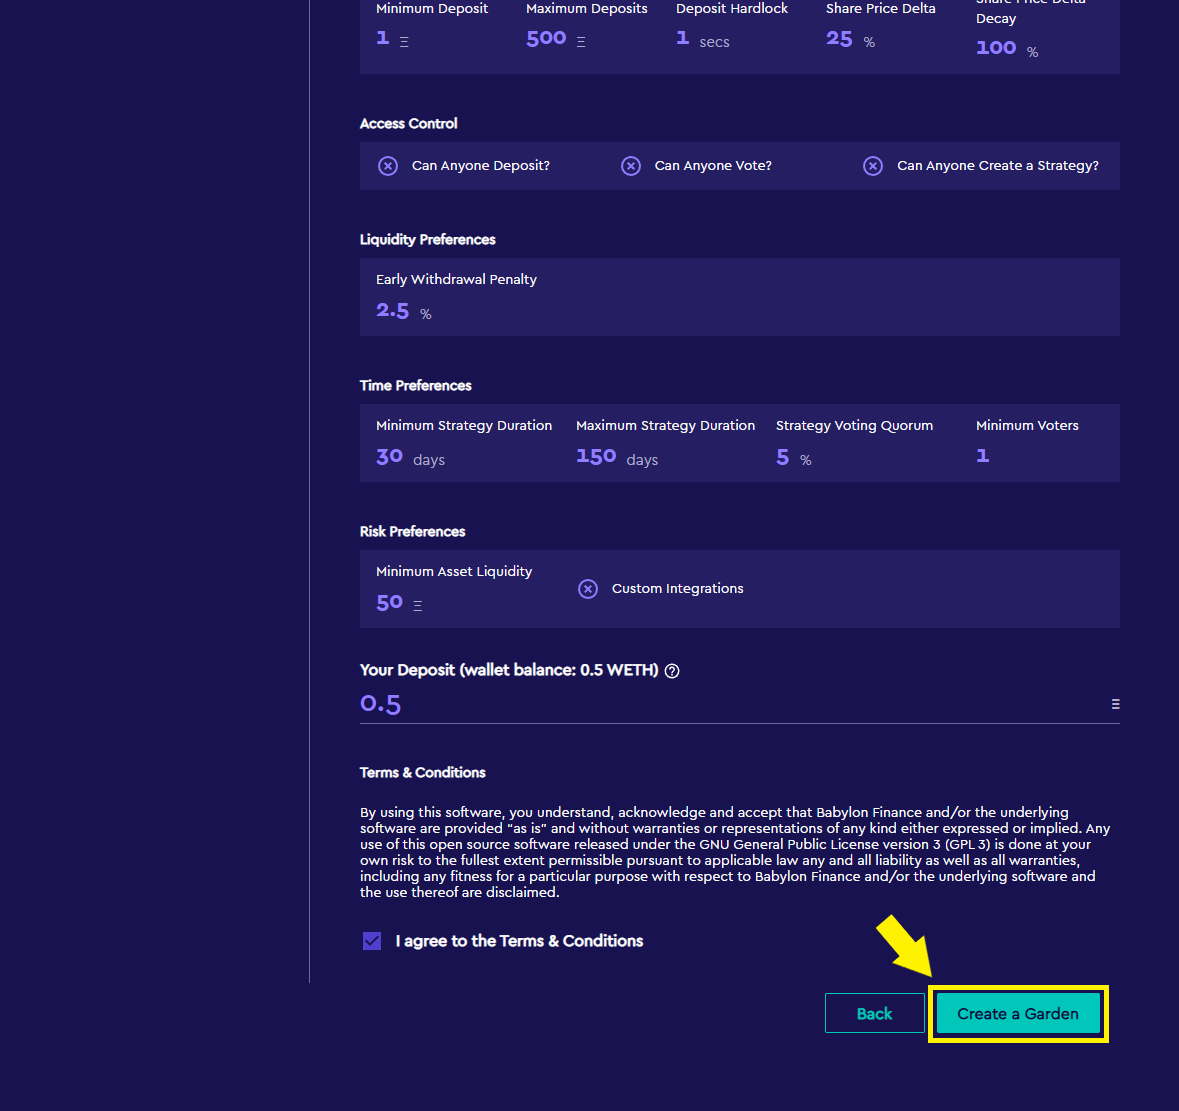 Minimum Deposit
Maximum Deposits
Deposit Hardlock
Share Price Delta
Share Price Delta
Decay
1 Ξ
500 Ξ
1 secs
25 %
100 %
Access Control
Can Anyone Deposit?
Can Anyone Vote?
Can Anyone Create a Strategy?
Liquidity Preferences
Early Withdrawal Penalty
2.5 %
Time Preferences
Minimum Strategy Duration
Maximum Strategy Duration
Strategy Voting Quorum
Minimum Voters
30 days
150 days
5 %
1
Risk Preferences
Minimum Asset Liquidity
50 Ξ
Custom Integrations
Your Deposit (wallet balance: 0.5 WETH) ?
0.5 Ξ
Terms & Conditions
By using this software, you understand, acknowledge and accept that Babylon Finance and/or the underlying
software are provided “as is” and without warranties or representations of any kind either expressed or implied. Any
use of this open source software released under the GNU General Public License version 3 (GPL 3) is done at your
own risk to the fullest extent permissible pursuant to applicable law any and all liability as well as all warranties,
including any fitness for a particular purpose with respect to Babylon Finance and/or the underlying software and
the use thereof are disclaimed.
I agree to the Terms & Conditions
Back
Create a Garden